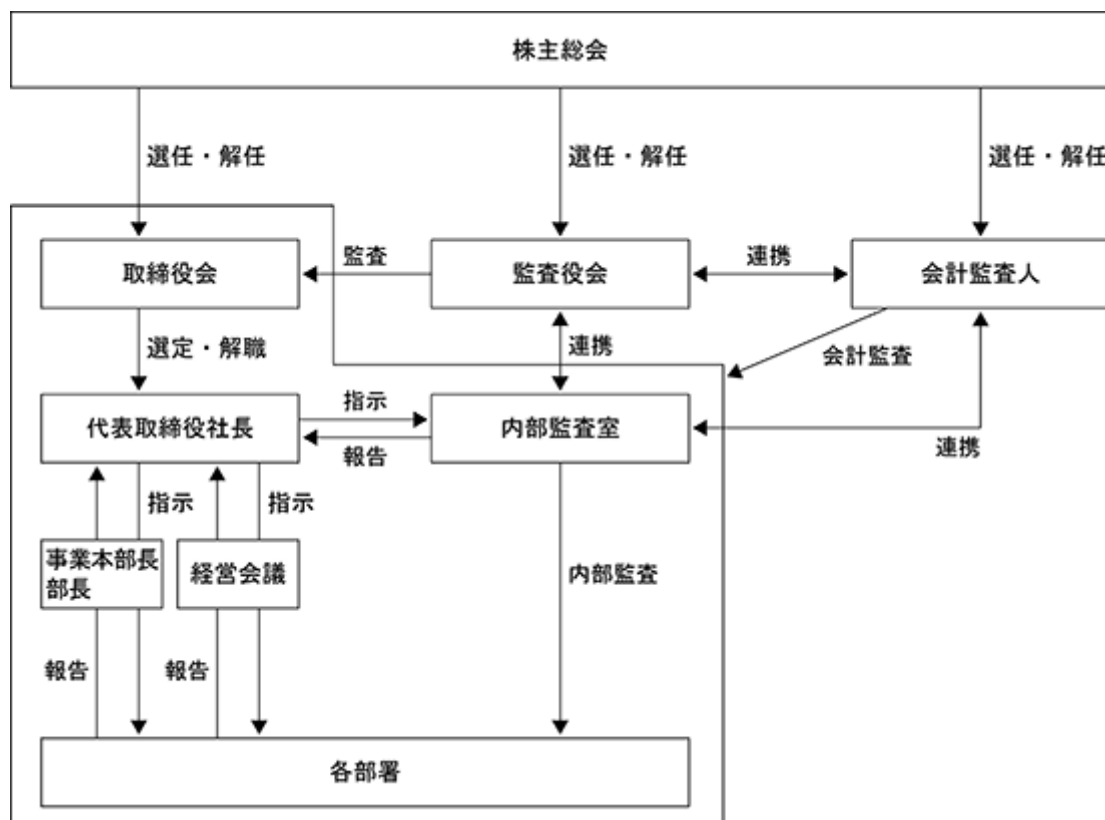 株主総会
選任・解任
選任・解任
選任・解任
取締役会
監査
監査役会
連携
会計監査人
選定・解職
連携
会計監査
代表取締役社長
指示
報告
内部監査室
連携
指示
指示
事業本部長
部長
経営会議
内部監査
報告
報告
各部署